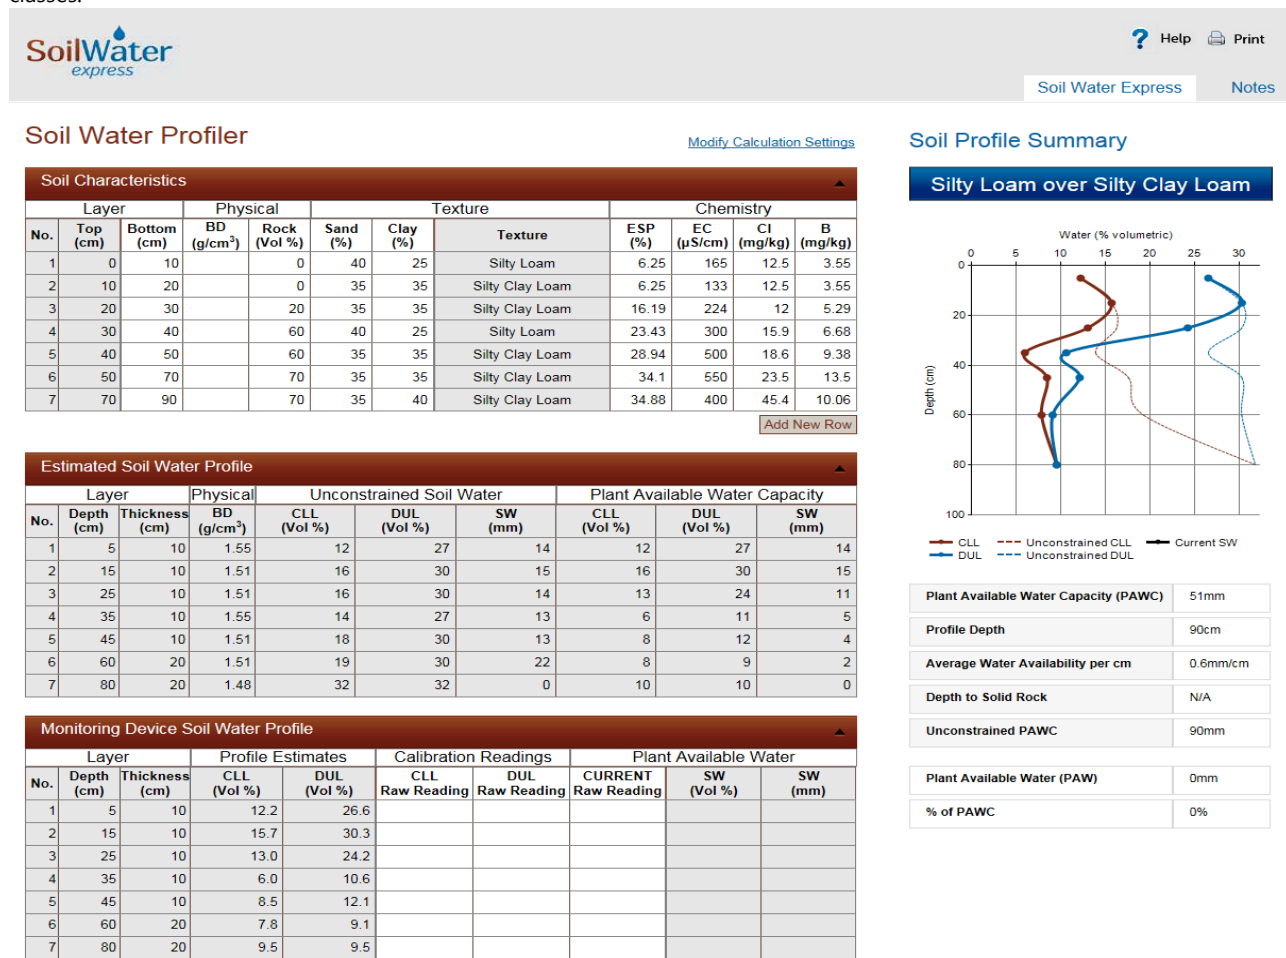 classes.
SoilWater
express
Help Print
Soil Water Express Notes
Soil Water Profiler
Modify Calculation Settings
Soil Characteristics
Layer Physical Texture Chemistry
No. Top (cm) Bottom (cm) BD (g/cm³) Rock (Vol %) Sand (%) Clay (%) Texture ESP (%) EC (µS/cm) Cl (mg/kg) B (mg/kg)
1 0 10 0 40 25 Silty Loam 6.25 165 12.5 3.55
2 10 20 0 35 35 Silty Clay Loam 6.25 133 12.5 3.55
3 20 30 20 35 35 Silty Clay Loam 16.19 224 12 5.29
4 30 40 60 40 25 Silty Loam 23.43 300 15.9 6.68
5 40 50 60 35 35 Silty Clay Loam 28.94 500 18.6 9.38
6 50 70 70 35 35 Silty Clay Loam 34.1 550 23.5 13.5
7 70 90 70 35 40 Silty Clay Loam 34.88 400 45.4 10.06
Add New Row
Estimated Soil Water Profile
Layer Physical Unconstrained Soil Water Plant Available Water Capacity
No. Depth (cm) Thickness (cm) BD (g/cm³) CLL (Vol %) DUL (Vol %) SW (mm) CLL (Vol %) DUL (Vol %) SW (mm)
1 5 10 1.55 12 27 14 12 27 14
2 15 10 1.51 16 30 15 16 30 15
3 25 10 1.51 16 30 14 13 24 11
4 35 10 1.55 14 27 13 6 11 5
5 45 10 1.51 18 30 13 8 12 4
6 60 20 1.51 19 30 22 8 9 2
7 80 20 1.48 32 32 0 10 10 0
Monitoring Device Soil Water Profile
Layer Profile Estimates Calibration Readings Plant Available Water
No. Depth (cm) Thickness (cm) CLL (Vol %) DUL (Vol %) CLL Raw Reading DUL Raw Reading CURRENT Raw Reading SW (Vol %) SW (mm)
1 5 10 12.2 26.6
2 15 10 15.7 30.3
3 25 10 13.0 24.2
4 35 10 6.0 10.6
5 45 10 8.5 12.1
6 60 20 7.8 9.1
7 80 20 9.5 9.5
Soil Profile Summary
Silty Loam over Silty Clay Loam
Water (% volumetric)
0 5 10 15 20 25 30
0
20
40
60
80
100
Depth (cm)
CLL Unconstrained CLL Current SW
DUL Unconstrained DUL
Plant Available Water Capacity (PAWC) 51mm
Profile Depth 90cm
Average Water Availability per cm 0.6mm/cm
Depth to Solid Rock N/A
Unconstrained PAWC 90mm
Plant Available Water (PAW) 0mm
% of PAWC 0%